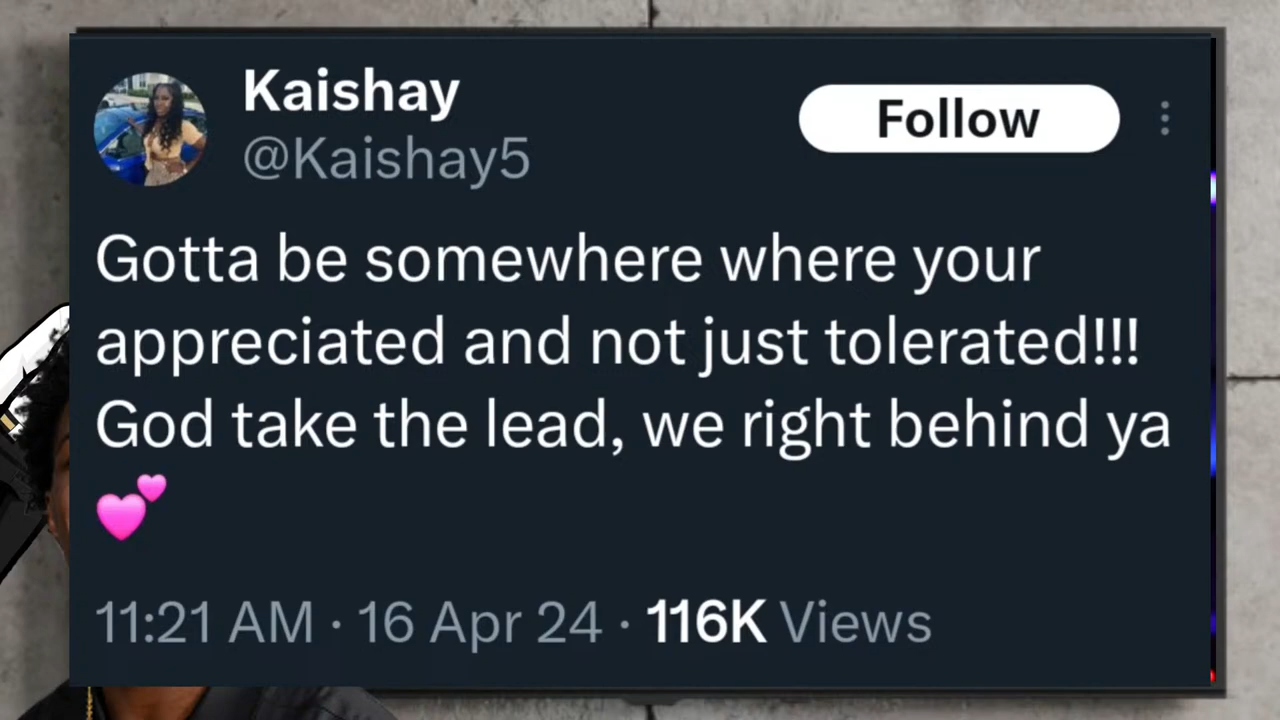 Kaishay
@Kaishay5
Follow
Gotta be somewhere where your
appreciated and not just tolerated!!!
God take the lead, we right behind ya
💕
11:21 AM · 16 Apr 24 · 116K Views